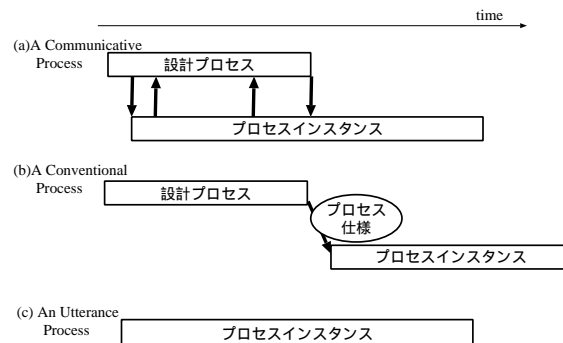 time
(a)A Communicative
Process
設計プロセス
プロセスインスタンス
(b)A Conventional
Process
設計プロセス
プロセス
仕様
プロセスインスタンス
(c) An Utterance
Process
プロセスインスタンス